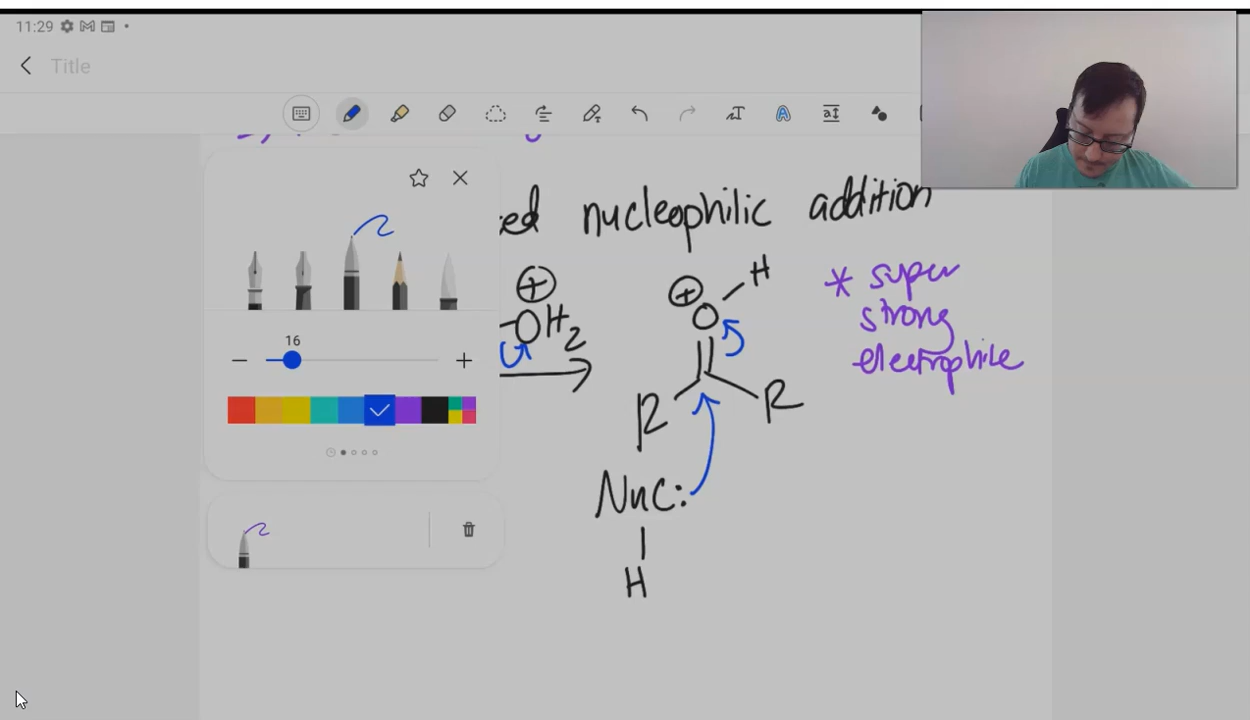 11:29
Title
ed nucleophilic addition
16
⊕
OH2
⊕
H
O
R
R
* super
strong
electrophile
Nuc:
H